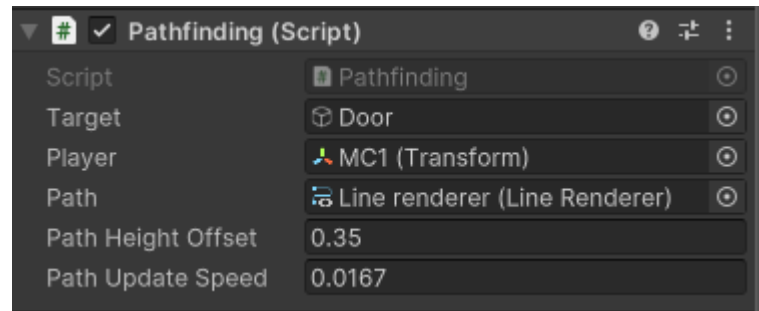 Pathfinding (Script)
Script Pathfinding
Target Door
Player MC1 (Transform)
Path Line renderer (Line Renderer)
Path Height Offset 0.35
Path Update Speed 0.0167